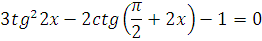 3tg²2x − 2ctg(π/2 + 2x) − 1 = 0